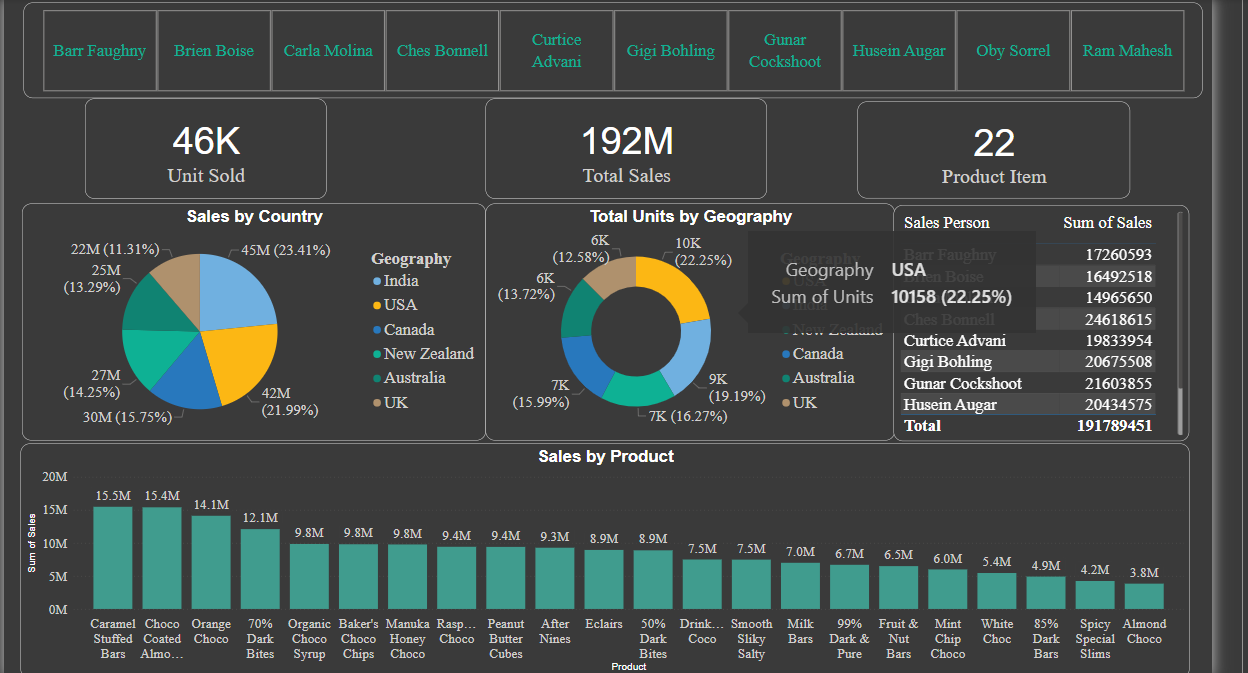 Barr Faughny
Brien Boise
Carla Molina
Ches Bonnell
Curtice
Advani
Gigi Bohling
Gunar
Cockshoot
Husein Augar
Oby Sorrel
Ram Mahesh
46K
Unit Sold
192M
Total Sales
22
Product Item
Sales by Country
22M (11.31%)
45M (23.41%)
25M
(13.29%)
27M
(14.25%)
30M (15.75%)
42M
(21.99%)
Geography
India
USA
Canada
New Zealand
Australia
UK
Total Units by Geography
6K
(12.58%)
10K
(22.25%)
6K
(13.72%)
7K
(15.99%)
9K
(19.19%)
7K (16.27%)
Geography
USA
India
New Zealand
Canada
Australia
UK
Geography USA
Sum of Units 10158 (22.25%)
Sales Person Sum of Sales
Barr Faughny 17260593
Brien Boise 16492518
14965650
Ches Bonnell 24618615
Curtice Advani 19833954
Gigi Bohling 20675508
Gunar Cockshoot 21603855
Husein Augar 20434575
Total 191789451
Sales by Product
Sum of Sales
20M
15M
10M
5M
0M
15.5M 15.4M 14.1M 12.1M 9.8M 9.8M 9.8M 9.4M 9.4M 9.3M 8.9M 8.9M 7.5M 7.5M 7.0M 6.7M 6.5M 6.0M 5.4M 4.9M 4.2M 3.8M
Caramel
Stuffed
Bars
Choco
Coated
Almo…
Orange
Choco
70%
Dark
Bites
Organic
Choco
Syrup
Baker's
Choco
Chips
Manuka
Honey
Choco
Rasp…
Choco
Peanut
Butter
Cubes
After
Nines
Eclairs
50%
Dark
Bites
Drink…
Coco
Smooth
Sliky
Salty
Milk
Bars
99%
Dark &
Pure
Fruit &
Nut
Bars
Mint
Chip
Choco
White
Choc
85%
Dark
Bars
Spicy
Special
Slims
Almond
Choco
Product